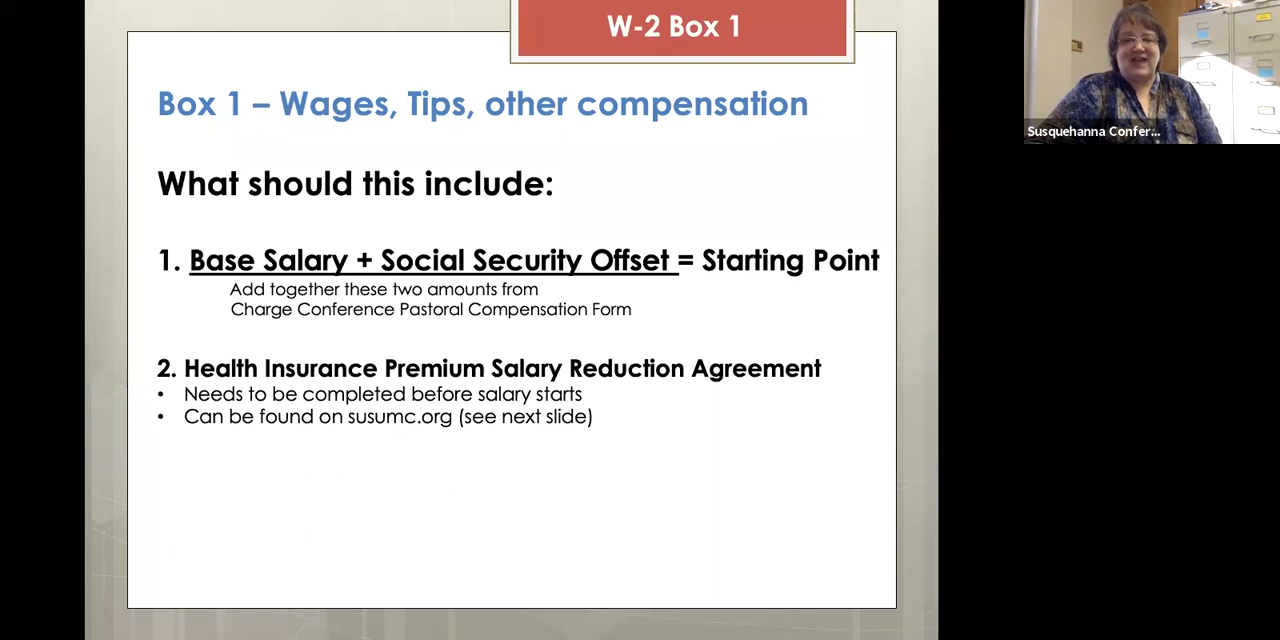 W-2 Box 1
Box 1 – Wages, Tips, other compensation
What should this include:
1. Base Salary + Social Security Offset = Starting Point
Add together these two amounts from
Charge Conference Pastoral Compensation Form
2. Health Insurance Premium Salary Reduction Agreement
• Needs to be completed before salary starts
• Can be found on susumc.org (see next slide)
Susquehanna Confer...